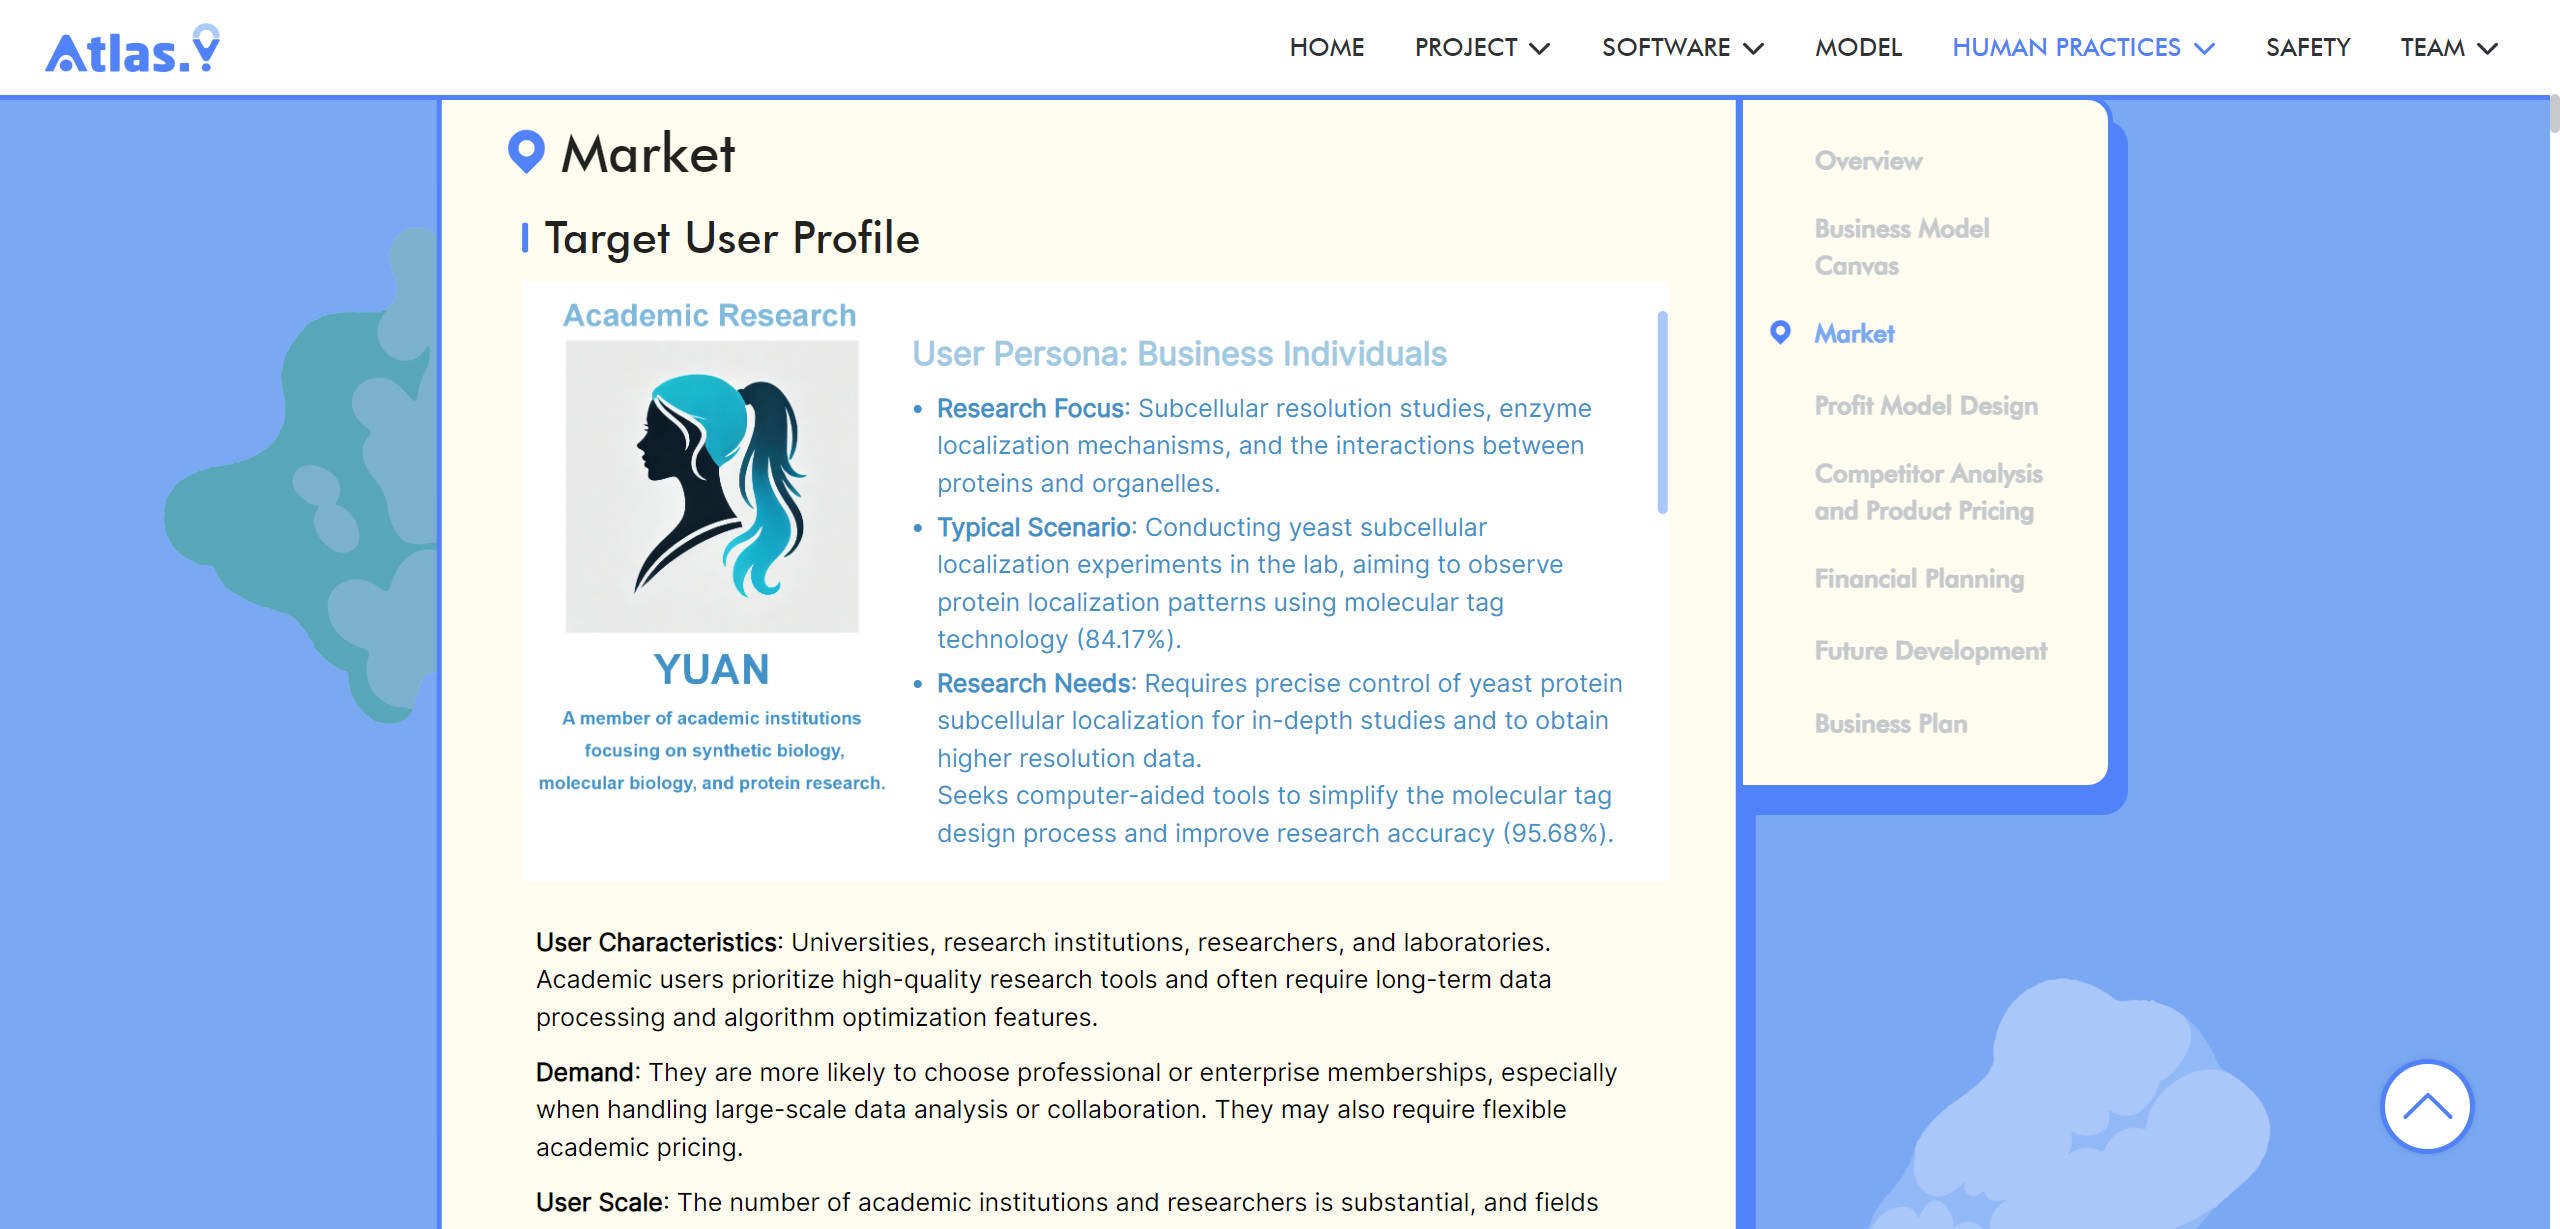 Atlas.Y
HOME
PROJECT
SOFTWARE
MODEL
HUMAN PRACTICES
SAFETY
TEAM
Market
Target User Profile
Academic Research
YUAN
A member of academic institutions
focusing on synthetic biology,
molecular biology, and protein research.
User Persona: Business Individuals
• Research Focus: Subcellular resolution studies, enzyme
localization mechanisms, and the interactions between
proteins and organelles.
• Typical Scenario: Conducting yeast subcellular
localization experiments in the lab, aiming to observe
protein localization patterns using molecular tag
technology (84.17%).
• Research Needs: Requires precise control of yeast protein
subcellular localization for in-depth studies and to obtain
higher resolution data.
Seeks computer-aided tools to simplify the molecular tag
design process and improve research accuracy (95.68%).
User Characteristics: Universities, research institutions, researchers, and laboratories.
Academic users prioritize high-quality research tools and often require long-term data
processing and algorithm optimization features.
Demand: They are more likely to choose professional or enterprise memberships, especially
when handling large-scale data analysis or collaboration. They may also require flexible
academic pricing.
User Scale: The number of academic institutions and researchers is substantial, and fields
Overview
Business Model
Canvas
Market
Profit Model Design
Competitor Analysis
and Product Pricing
Financial Planning
Future Development
Business Plan